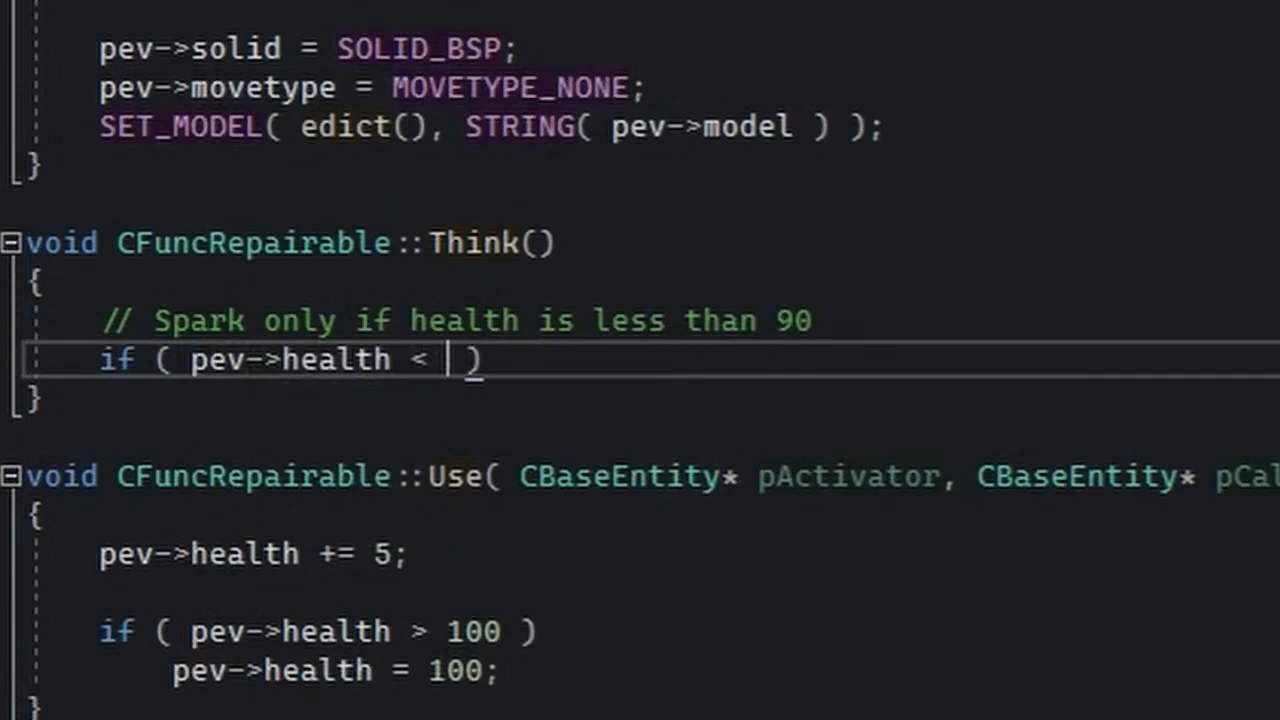 pev->solid = SOLID_BSP;
pev->movetype = MOVETYPE_NONE;
SET_MODEL( edict(), STRING( pev->model ) );
}
void CFuncRepairable::Think()
{
// Spark only if health is less than 90
if ( pev->health < )
}
void CFuncRepairable::Use( CBaseEntity* pActivator, CBaseEntity* pCal
{
pev->health += 5;
if ( pev->health > 100 )
pev->health = 100;
}